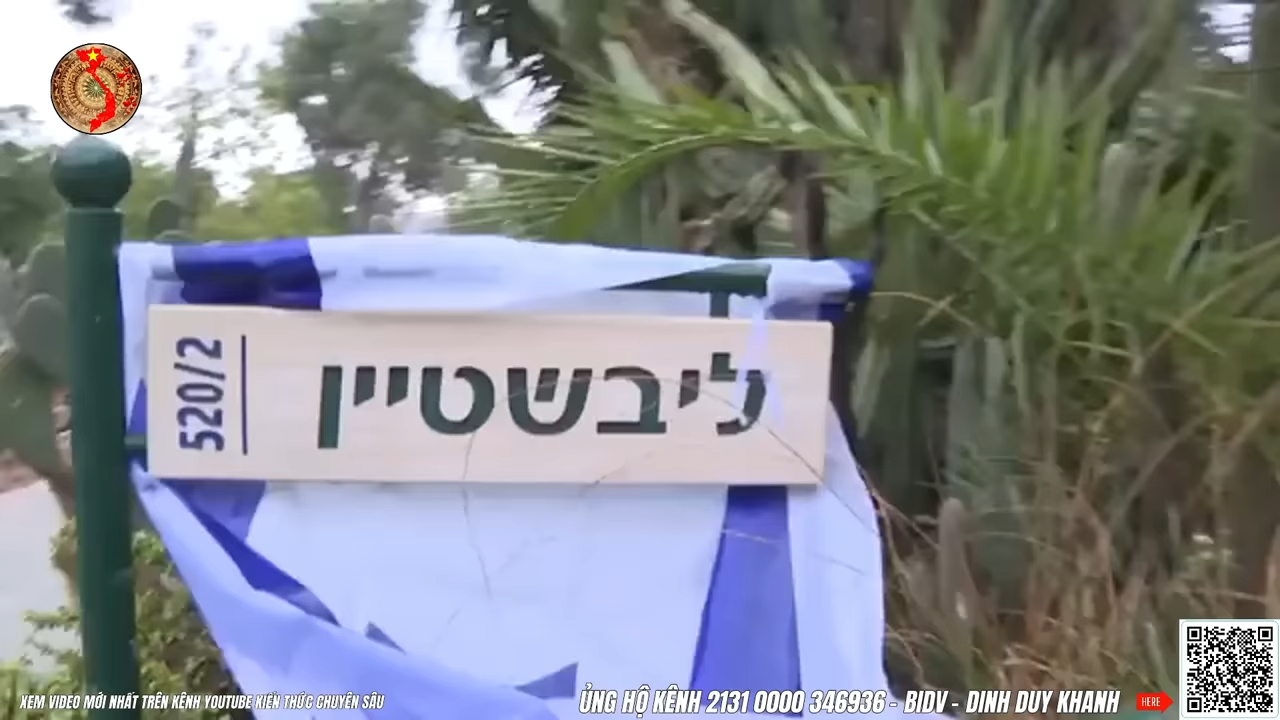 520/2
ליבשטיין
XEM VIDEO MỚI NHẤT TRÊN KÊNH YOUTUBE KIẾN THỨC CHUYÊN SÂU
ỦNG HỘ KÊNH 2131 0000 346936 - BIDV - DINH DUY KHANH
HERE